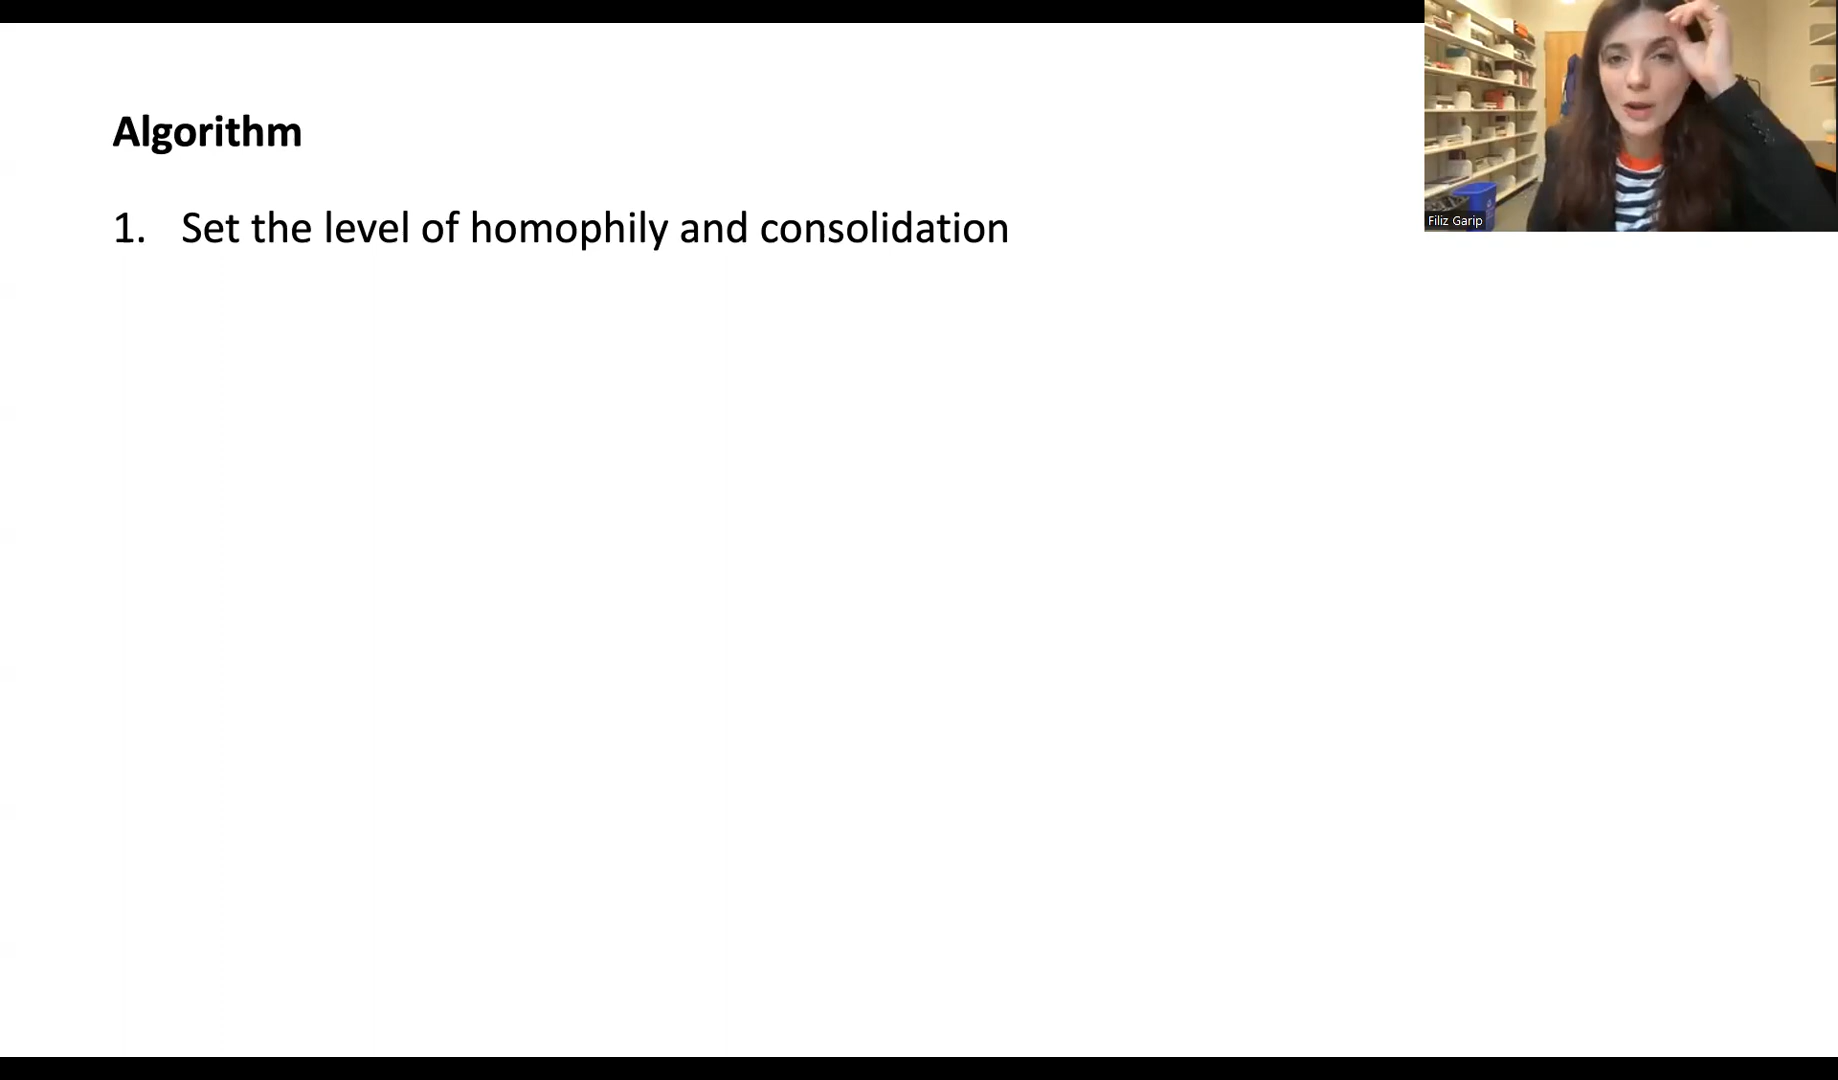 Algorithm
1. Set the level of homophily and consolidation
Filiz Garip